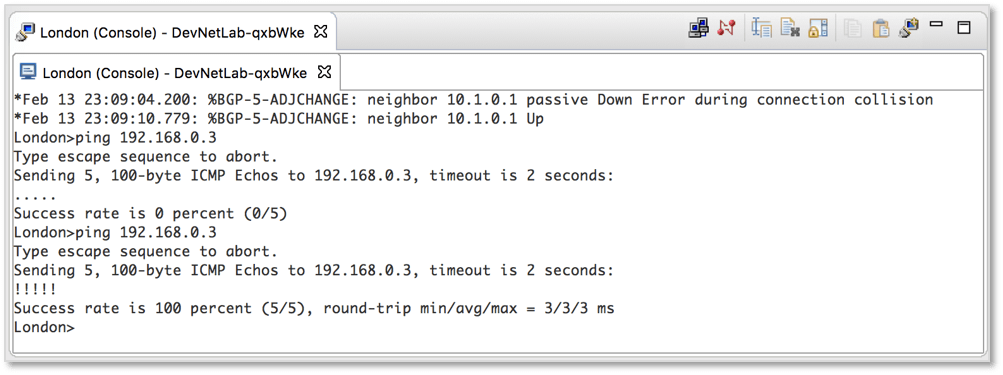 London (Console) - DevNetLab-qxbWke
London (Console) - DevNetLab-qxbWke
*Feb 13 23:09:04.200: %BGP-5-ADJCHANGE: neighbor 10.1.0.1 passive Down Error during connection collision
*Feb 13 23:09:10.779: %BGP-5-ADJCHANGE: neighbor 10.1.0.1 Up
London>ping 192.168.0.3
Type escape sequence to abort.
Sending 5, 100-byte ICMP Echos to 192.168.0.3, timeout is 2 seconds:
.....
Success rate is 0 percent (0/5)
London>ping 192.168.0.3
Type escape sequence to abort.
Sending 5, 100-byte ICMP Echos to 192.168.0.3, timeout is 2 seconds:
!!!!!
Success rate is 100 percent (5/5), round-trip min/avg/max = 3/3/3 ms
London>